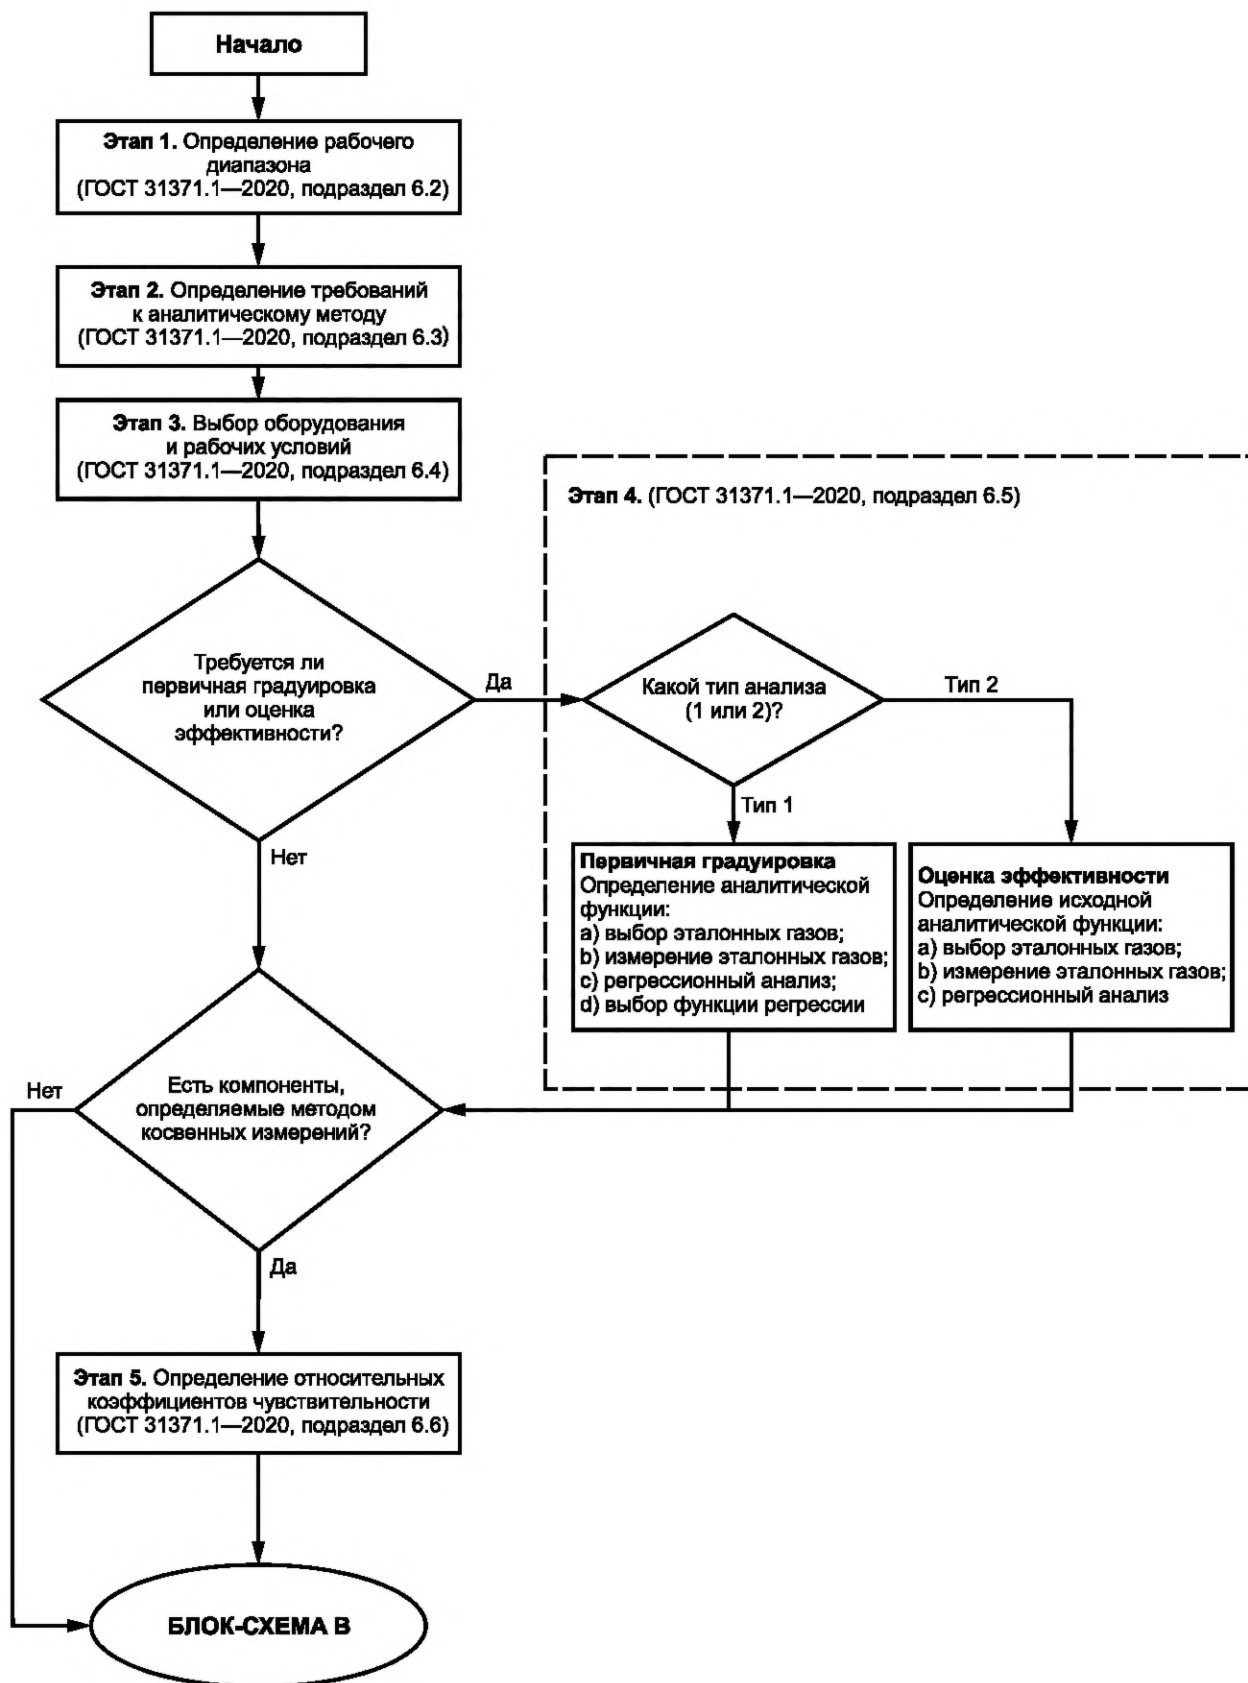 Начало
Этап 1. Определение рабочего
диапазона
(ГОСТ 31371.1—2020, подраздел 6.2)
Этап 2. Определение требований
к аналитическому методу
(ГОСТ 31371.1—2020, подраздел 6.3)
Этап 3. Выбор оборудования
и рабочих условий
(ГОСТ 31371.1—2020, подраздел 6.4)
Этап 4. (ГОСТ 31371.1—2020, подраздел 6.5)
Требуется ли
первичная градуировка
или оценка
эффективности?
Да
Какой тип анализа
(1 или 2)?
Тип 2
Тип 1
Нет
Первичная градуировка
Определение аналитической
функции:
a) выбор эталонных газов;
b) измерение эталонных газов;
c) регрессионный анализ;
d) выбор функции регрессии
Оценка эффективности
Определение исходной
аналитической функции:
a) выбор эталонных газов;
b) измерение эталонных газов;
c) регрессионный анализ
Нет
Есть компоненты,
определяемые методом
косвенных измерений?
Да
Этап 5. Определение относительных
коэффициентов чувствительности
(ГОСТ 31371.1—2020, подраздел 6.6)
БЛОК-СХЕМА В